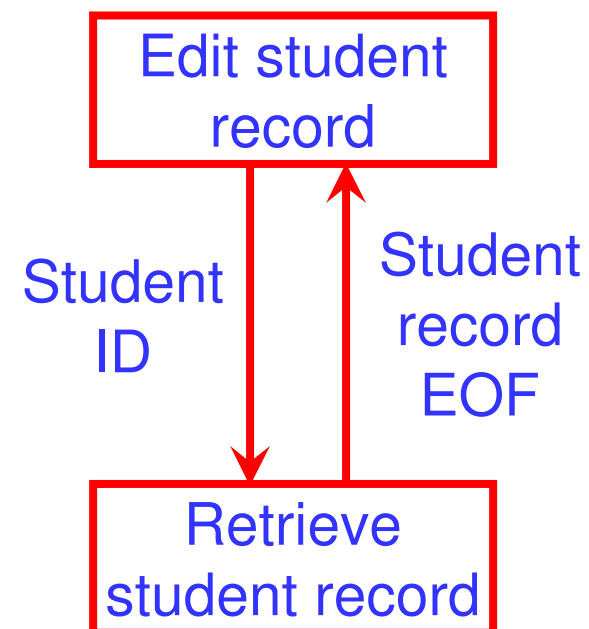 Edit student
record
Student
ID
Student
record
EOF
Retrieve
student record